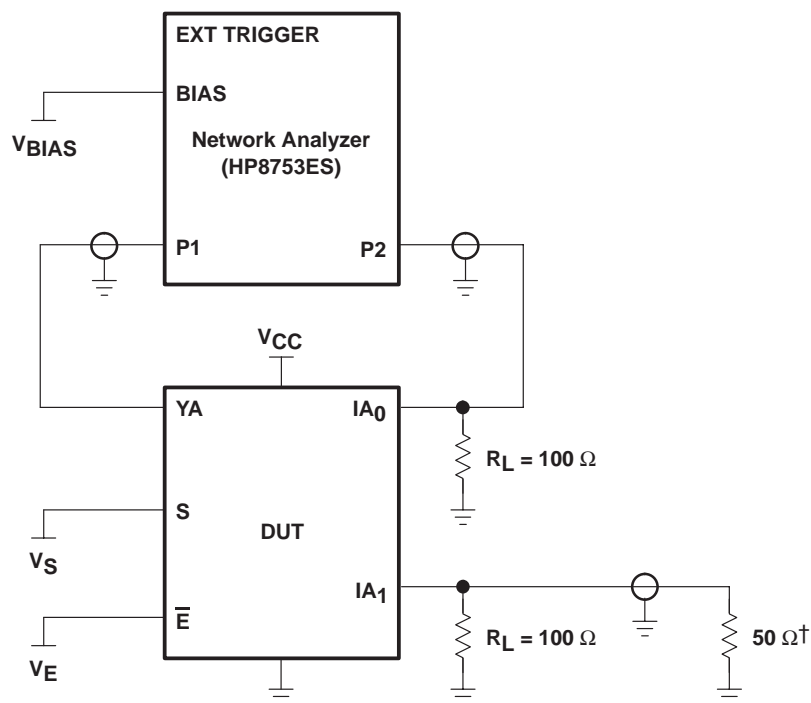 EXT TRIGGER
BIAS
VBIAS
Network Analyzer
(HP8753ES)
P1
P2
VCC
YA
IA0
RL = 100 Ω
S
VS
DUT
IA1
E̅
VE
RL = 100 Ω
50 Ω†